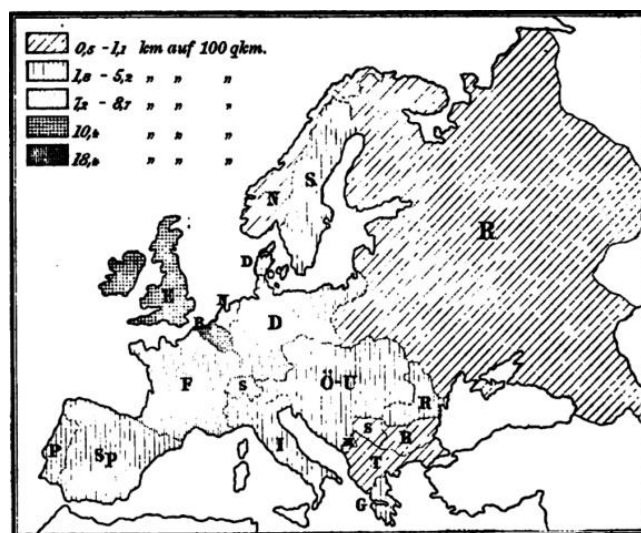 0,5 - 1,1 km auf 100 qkm.
1,8 - 5,2 " " "
7,2 - 8,7 " " "
10,4 " " "
18,4 " " "
N
S
R
D
E
N
B
D
F
S
Ö-U
R
S
B
P
SP
I
T
G